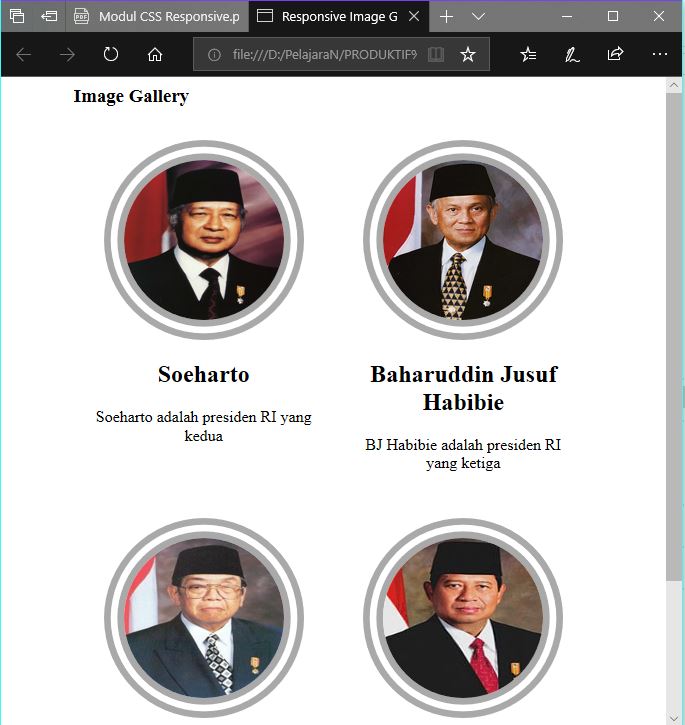 Modul CSS Responsive.p
Responsive Image G
file:///D:/PelajaraN/PRODUKTIF9
Image Gallery
Soeharto
Soeharto adalah presiden RI yang
kedua
Baharuddin Jusuf
Habibie
BJ Habibie adalah presiden RI
yang ketiga